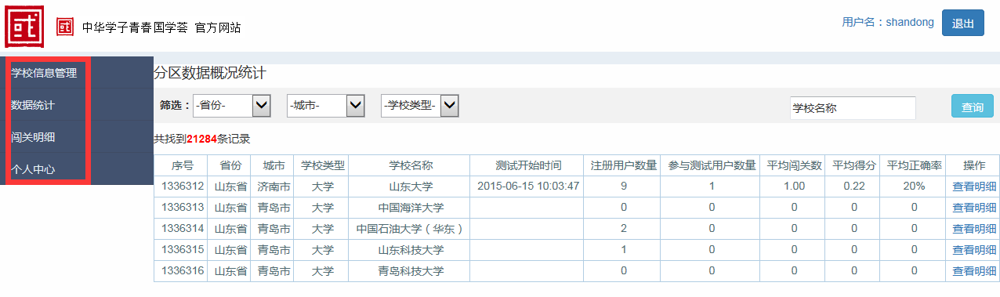 中华学子青春国学荟 官方网站
用户名：shandong 退出
学校信息管理
数据统计
闯关明细
个人中心
分区数据概况统计
筛选： -省份- -城市- -学校类型- 学校名称 查询
共找到21284条记录
序号 省份 城市 学校类型 学校名称 测试开始时间 注册用户数量 参与测试用户数量 平均闯关数 平均得分 平均正确率 操作
1336312 山东省 济南市 大学 山东大学 2015-06-15 10:03:47 9 1 1.00 0.22 20% 查看明细
1336313 山东省 青岛市 大学 中国海洋大学 0 0 0 0 0 查看明细
1336314 山东省 青岛市 大学 中国石油大学（华东） 2 0 0 0 0 查看明细
1336315 山东省 青岛市 大学 山东科技大学 1 0 0 0 0 查看明细
1336316 山东省 青岛市 大学 青岛科技大学 0 0 0 0 0 查看明细